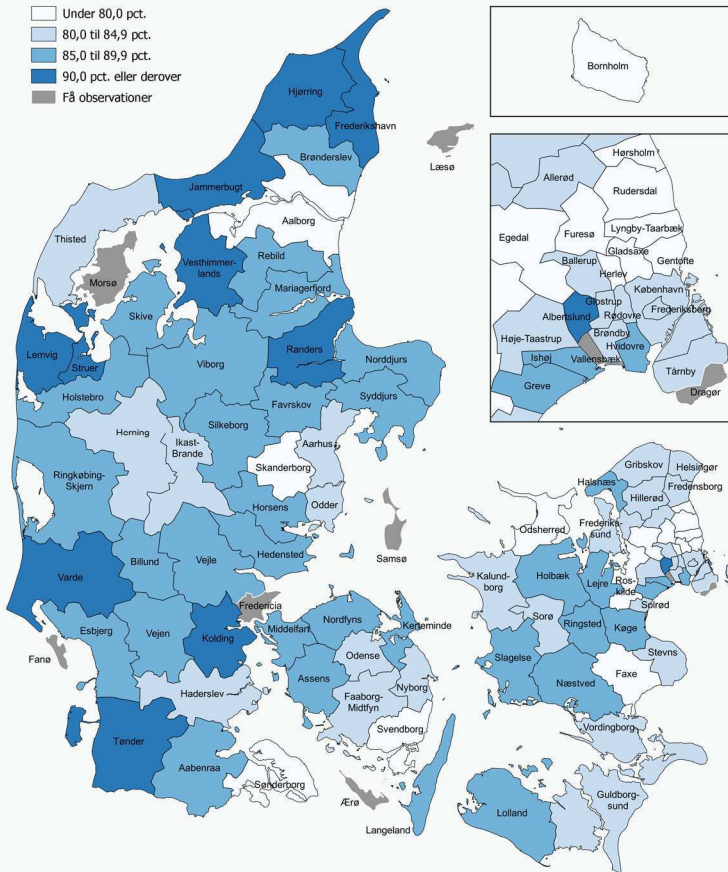 Under 80,0 pct.
80,0 til 84,9 pct.
85,0 til 89,9 pct.
90,0 pct. eller derover
Få observationer
Bornholm
Hjørring
Frederikshavn
Brønderslev
Læsø
Jammerbugt
Aalborg
Thisted
Vesthimmer-
lands
Rebild
Morsø
Mariagerfjord
Skive
Lemvig
Struer
Viborg
Randers
Norddjurs
Holstebro
Favrskov
Syddjurs
Silkeborg
Herning
Ikast-
Brande
Aarhus
Skanderborg
Ringkøbing-
Skjern
Horsens
Odder
Samsø
Hedensted
Varde
Billund
Vejle
Fredericia
Esbjerg
Vejen
Kolding
Middelfart
Nordfyns
Kerteminde
Fanø
Odense
Assens
Haderslev
Faaborg-
Midtfyn
Nyborg
Svendborg
Tønder
Aabenraa
Sønderborg
Ærø
Langeland
Hørsholm
Allerød
Rudersdal
Egedal
Furesø
Lyngby-Taarbæk
Gladsaxe
Ballerup
Herlev
Gentofte
København
Glostrup
Albertslund
Rødovre
Frederiksberg
Høje-Taastrup
Brøndby
Hvidovre
Ishøj
Vallensbæk
Greve
Tårnby
Dragør
Gribskov
Helsingør
Halsnæs
Hillerød
Fredensborg
Odsherred
Frederiks-
sund
Kalund-
borg
Holbæk
Lejre
Ros-
kilde
Solrød
Sorø
Ringsted
Køge
Stevns
Slagelse
Næstved
Faxe
Vordingborg
Guldborg-
sund
Lolland